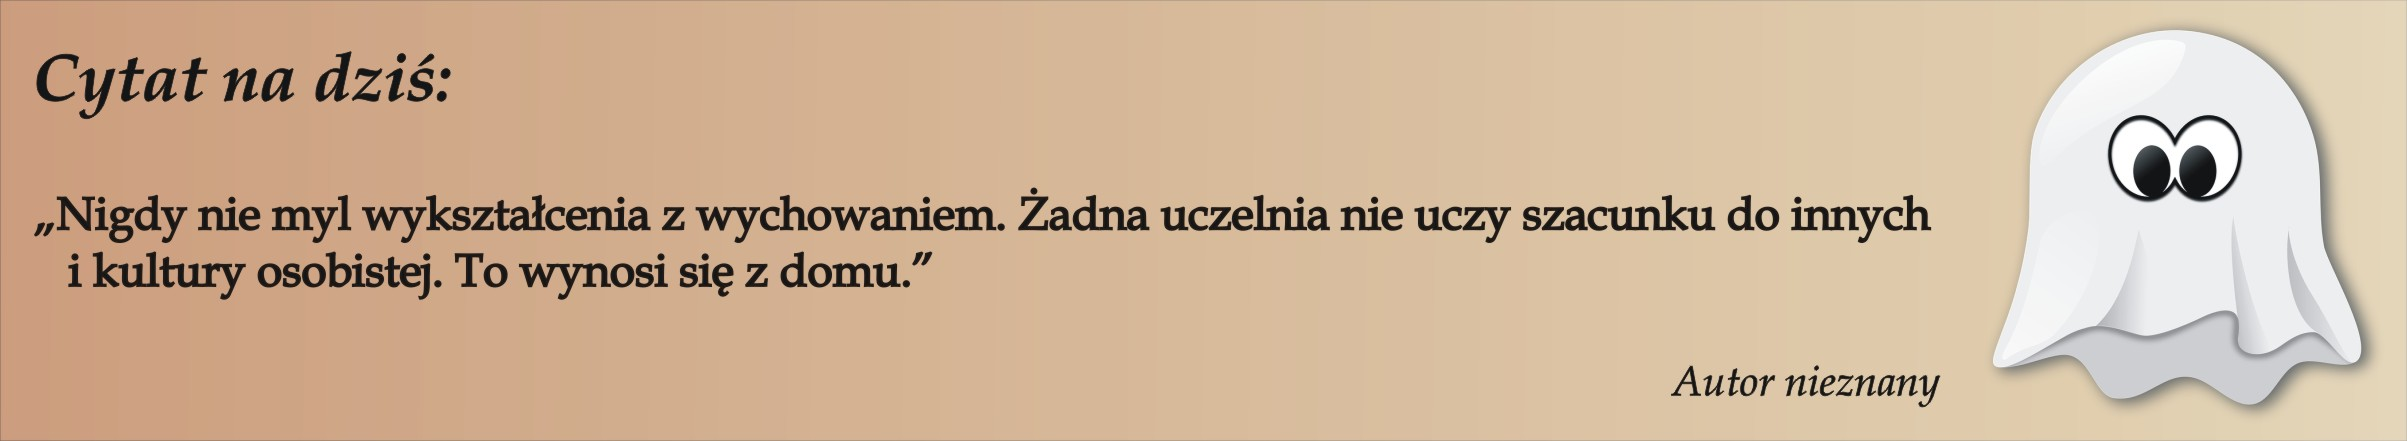 Cytat na dziś:
„Nigdy nie myl wykształcenia z wychowaniem. Żadna uczelnia nie uczy szacunku do innych
i kultury osobistej. To wynosi się z domu.”
Autor nieznany